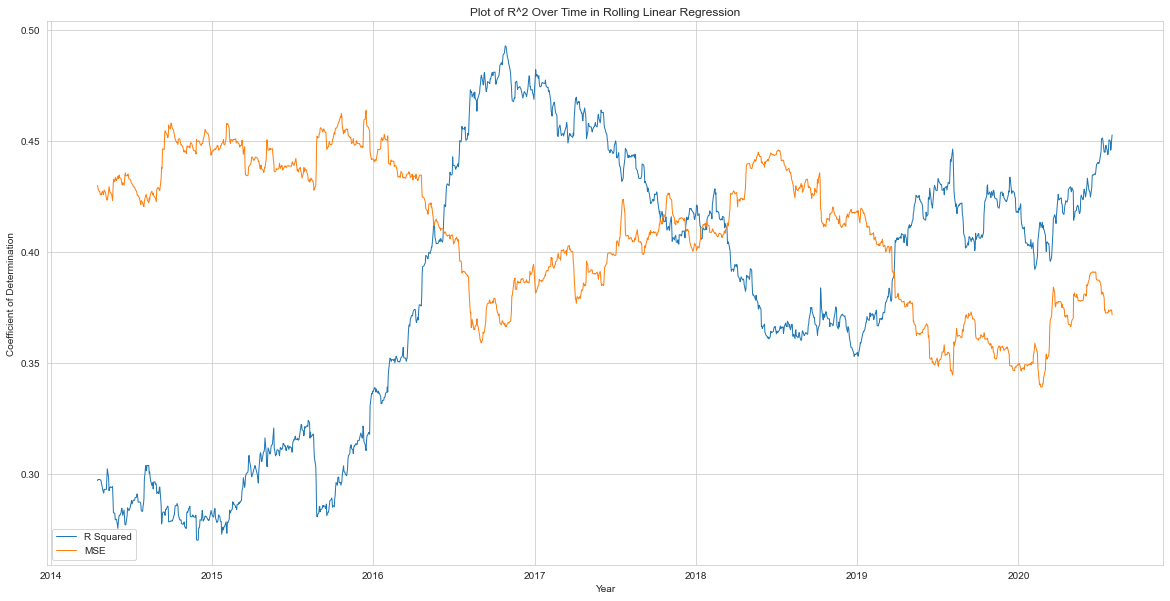 Plot of R^2 Over Time in Rolling Linear Regression
Coefficient of Determination
0.50
0.45
0.40
0.35
0.30
R Squared
MSE
2014
2015
2016
2017
2018
2019
2020
Year